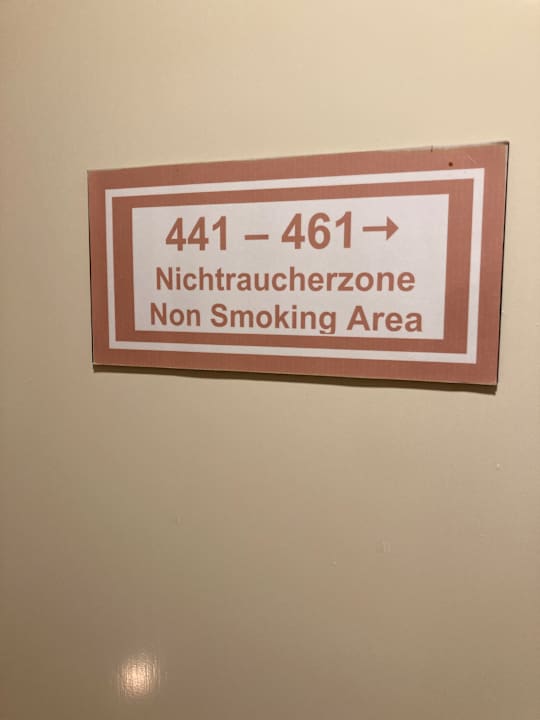 441 – 461→
Nichtraucherzone
Non Smoking Area